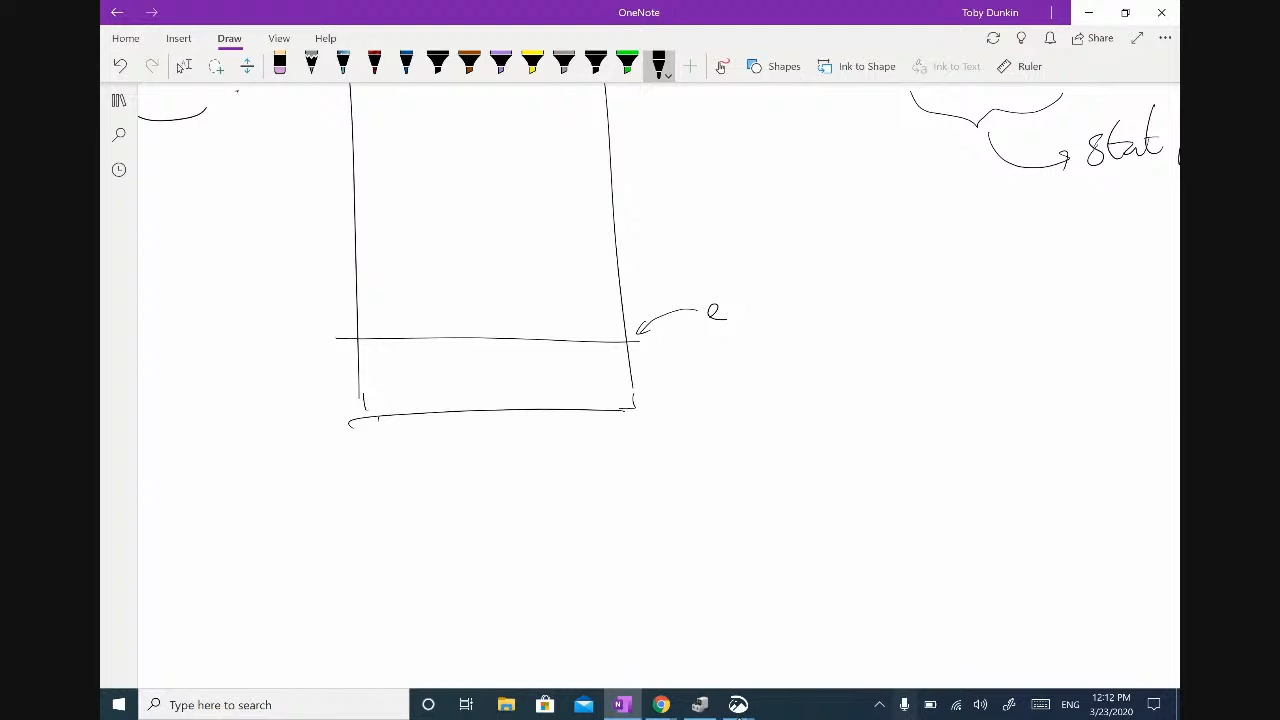 OneNote
Toby Dunkin
Home Insert Draw View Help
Share
Shapes Ink to Shape Ink to Text Ruler
stat
e
Type here to search
ENG
12:12 PM
3/23/2020